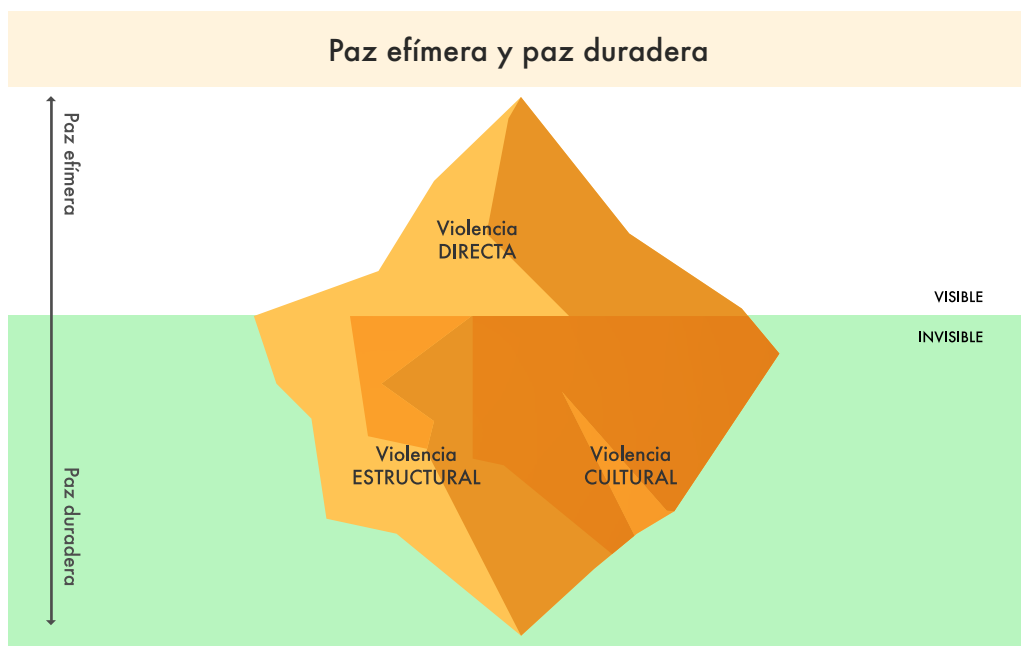 Paz efímera y paz duradera
Paz efímera
Violencia
DIRECTA
VISIBLE
INVISIBLE
Violencia
ESTRUCTURAL
Violencia
CULTURAL
Paz duradera